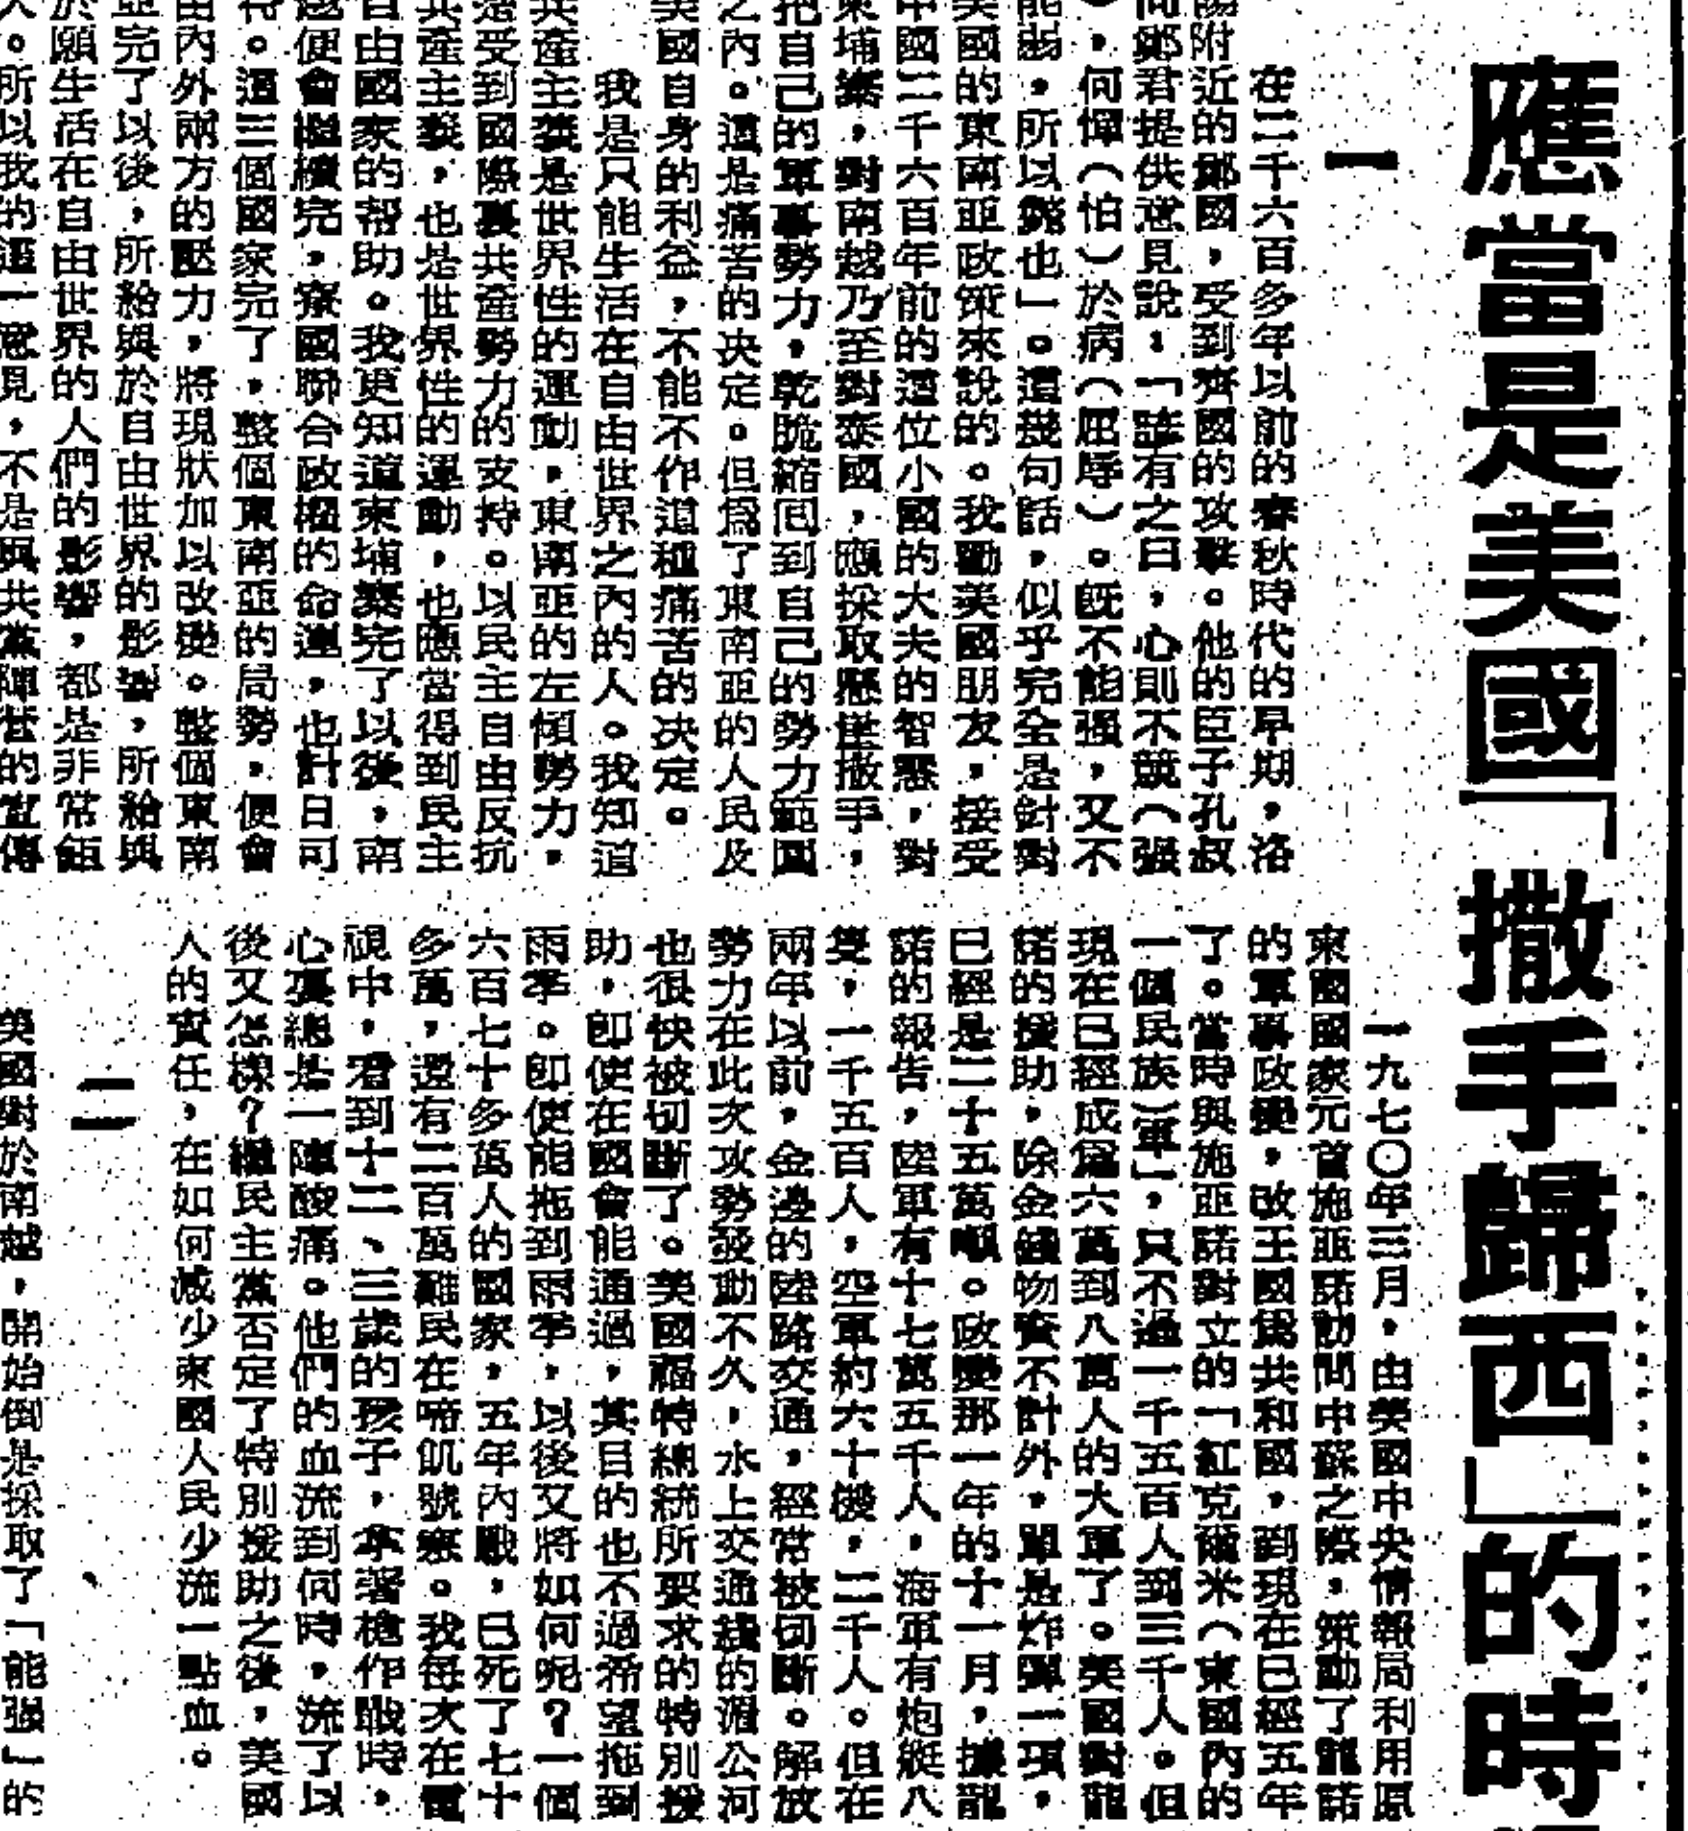 應當是美國「撒手歸西」的時
一
在二千六百多年以前的春秋時代的早期，洛
陽附近的鄭國，受到齊國的攻擊。他的臣子孔叔
向鄭君提供意見說，「諺有之曰，心則不競（强
），何憚（怕）於病（屈辱）。旣不能强，又不
能弱，所以斃也」。這幾句話，似乎完全是針對
美國的東南亞政策來說的。我勸美國朋友，接受
中國二千六百年前的這位小國的大夫的智慧，對
柬埔寨，對南越乃至對泰國，應採取懸崖撒手，
把自己的軍事勢力，乾脆縮囘到自己的勢力範圍
之內。這是痛苦的决定。但爲了東南亞的人民及
美國自身的利益，不能不作這種痛苦的决定。
我是只能生活在自由世界之內的人。我知道
共產主義是世界性的運動，東南亞的左傾勢力，
是受到國際裏共產勢力的支持。以民主自由反抗
共產主義，也是世界性的運動，也應當得到民主
自由國家的帮助。我更知道柬埔寨完了以後，南
越便會繼續完，寮國聯合政權的命運，也計日可
待。這三個國家完了，整個東南亞的局勢，便會
由內外兩方的壓力，將現狀加以改變。整個東南
亞完了以後，所給與於自由世界的影響，所給與
於願生活在自由世界的人們的影響，都是非常鉅
大。所以我的這一意見，不是與共黨陣營的宣傳
一九七〇年三月，由美國中央情報局利用原
柬國國家元首施亞諾訪問中蘇之際，策動了龍諾
的軍事政變，改王國爲共和國，到現在已經五年
了。當時與施亞諾對立的「紅克爾米（柬國內的
一個民族）軍」，只不過一千五百人到三千人。但
現在已經成爲六萬到八萬人的大軍了。美國對龍
諾的援助，除金錢物資不計外，單是炸彈一項，
已經是二十五萬噸。政變那一年的十一月，據龍
諾的報告，陸軍有十七萬五千人，海軍有炮艇八
隻，一千五百人，空軍約六十機，二千人。但在
兩年以前，金邊的陸路交通，經常被切斷。解放
勢力在此次攻勢發動不久，水上交通綫的湄公河
也很快被切斷了。美國福特總統所要求的特別援
助，卽使在國會能通過，其目的也不過希望拖到
雨季。卽使能拖到雨季，以後又將如何呢？一個
六百七十多萬人的國家，五年內戰，已死了七十
多萬，還有二百萬難民在啼飢號寒。我每次在電
視中，看到十二、三歲的孩子，拿著槍作戰時，
心裏總是一陣酸痛。他們的血流到何時，流了以
後又怎樣？繼民主黨否定了特別援助之後，美國
人的責任，在如何減少柬國人民少流一點血。
二
美國對於南越，開始倒是採取了「能强」的